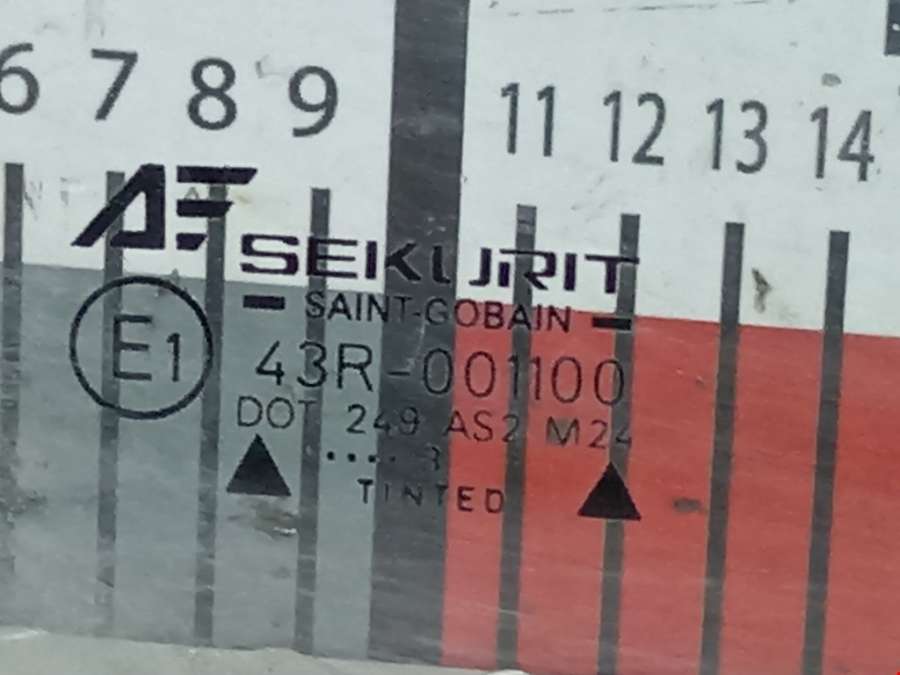 6 7 8 9 11 12 13 14
SEKURIT
SAINT-GOBAIN
E1 43R-001100
DOT 249 AS2 M24
.... 3
TINTED